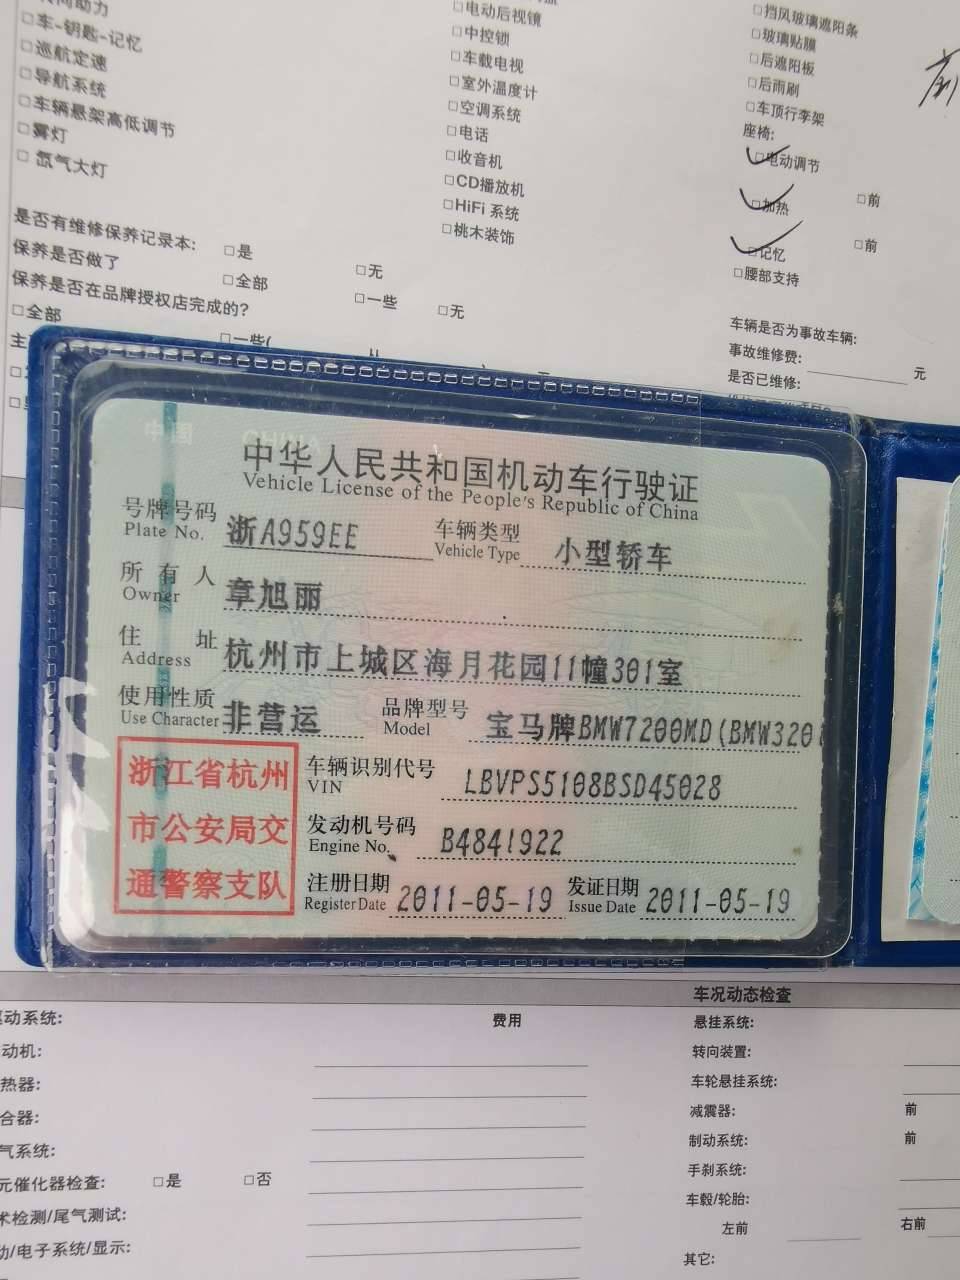 转向助力
□车-钥匙-记忆
□巡航定速
□导航系统
□车辆悬架高低调节
□雾灯
□氙气大灯
□电动后视镜
□中控锁
□车载电视
□室外温度计
□空调系统
□电话
□收音机
□CD播放机
□HiFi 系统
□桃木装饰
□挡风玻璃遮阳条
□玻璃贴膜
□后遮阳板
□后雨刷
□车顶行李架
座椅:
□电动调节 □前
□加热
□记忆 □前
□腰部支持
是否有维修保养记录本: □是 □无
保养是否做了 □全部 □一些 □无
保养是否在品牌授权店完成的?
□全部 □一些(
车辆是否为事故车辆:
事故维修费: 元
是否已维修:
中国 CHINA
中华人民共和国机动车行驶证
Vehicle License of the People's Republic of China
号牌号码 浙A959EE 车辆类型 小型轿车
Plate No. Vehicle Type
所有人 章旭丽
Owner
住址 杭州市上城区海月花园11幢301室
Address
使用性质 非营运 品牌型号 宝马牌BMW7200MD(BMW320i
Use Character Model
浙江省杭州
市公安局交
通警察支队
车辆识别代号 LBVPS5108BSD45028
VIN
发动机号码 B4841922
Engine No.
注册日期 2011-05-19 发证日期 2011-05-19
Register Date Issue Date
车况动态检查
驱动系统: 费用
动机:
热器:
合器:
气系统:
元催化器检查: □是 □否
术检测/尾气测试:
动/电子系统/显示:
悬挂系统:
转向装置:
车轮悬挂系统:
减震器: 前
制动系统: 前
手刹系统:
车毂/轮胎:
左前 右前
其它: